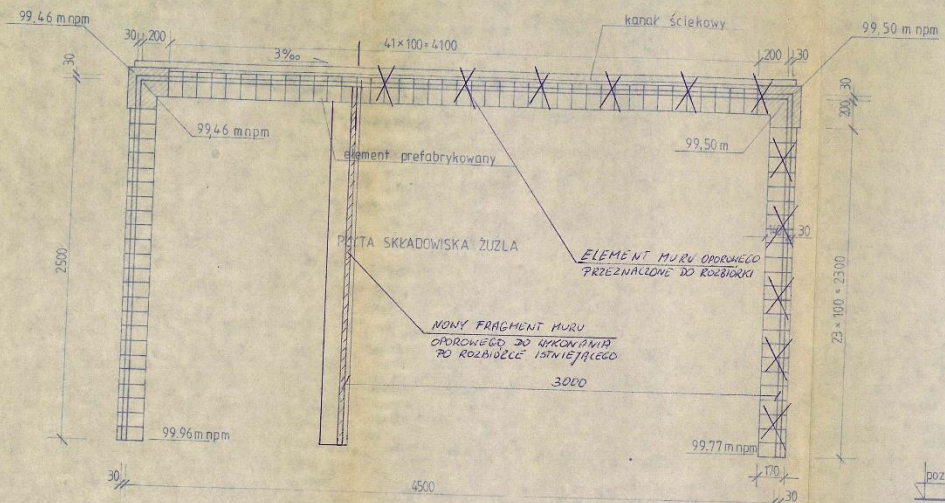 99,46 m npm
kanał ściekowy
99,50 m npm
30
200
41×100=4100
200
30
3‰
30
30
200
99,46 m npm
99,50 m
element prefabrykowany
PŁYTA SKŁADOWISKA ŻUŻLA
40
30
ELEMENT MURU OPOROWEGO
PRZEZNACZONE DO ROZBIÓRKI
2500
23 × 100 = 2300
NOWY FRAGMENT MURU
OPOROWEGO DO WYKONANIA
PO ROZBIÓRCE ISTNIEJĄCEGO
3000
99.96 m npm
99.77 m npm
30
4500
170
30
poz